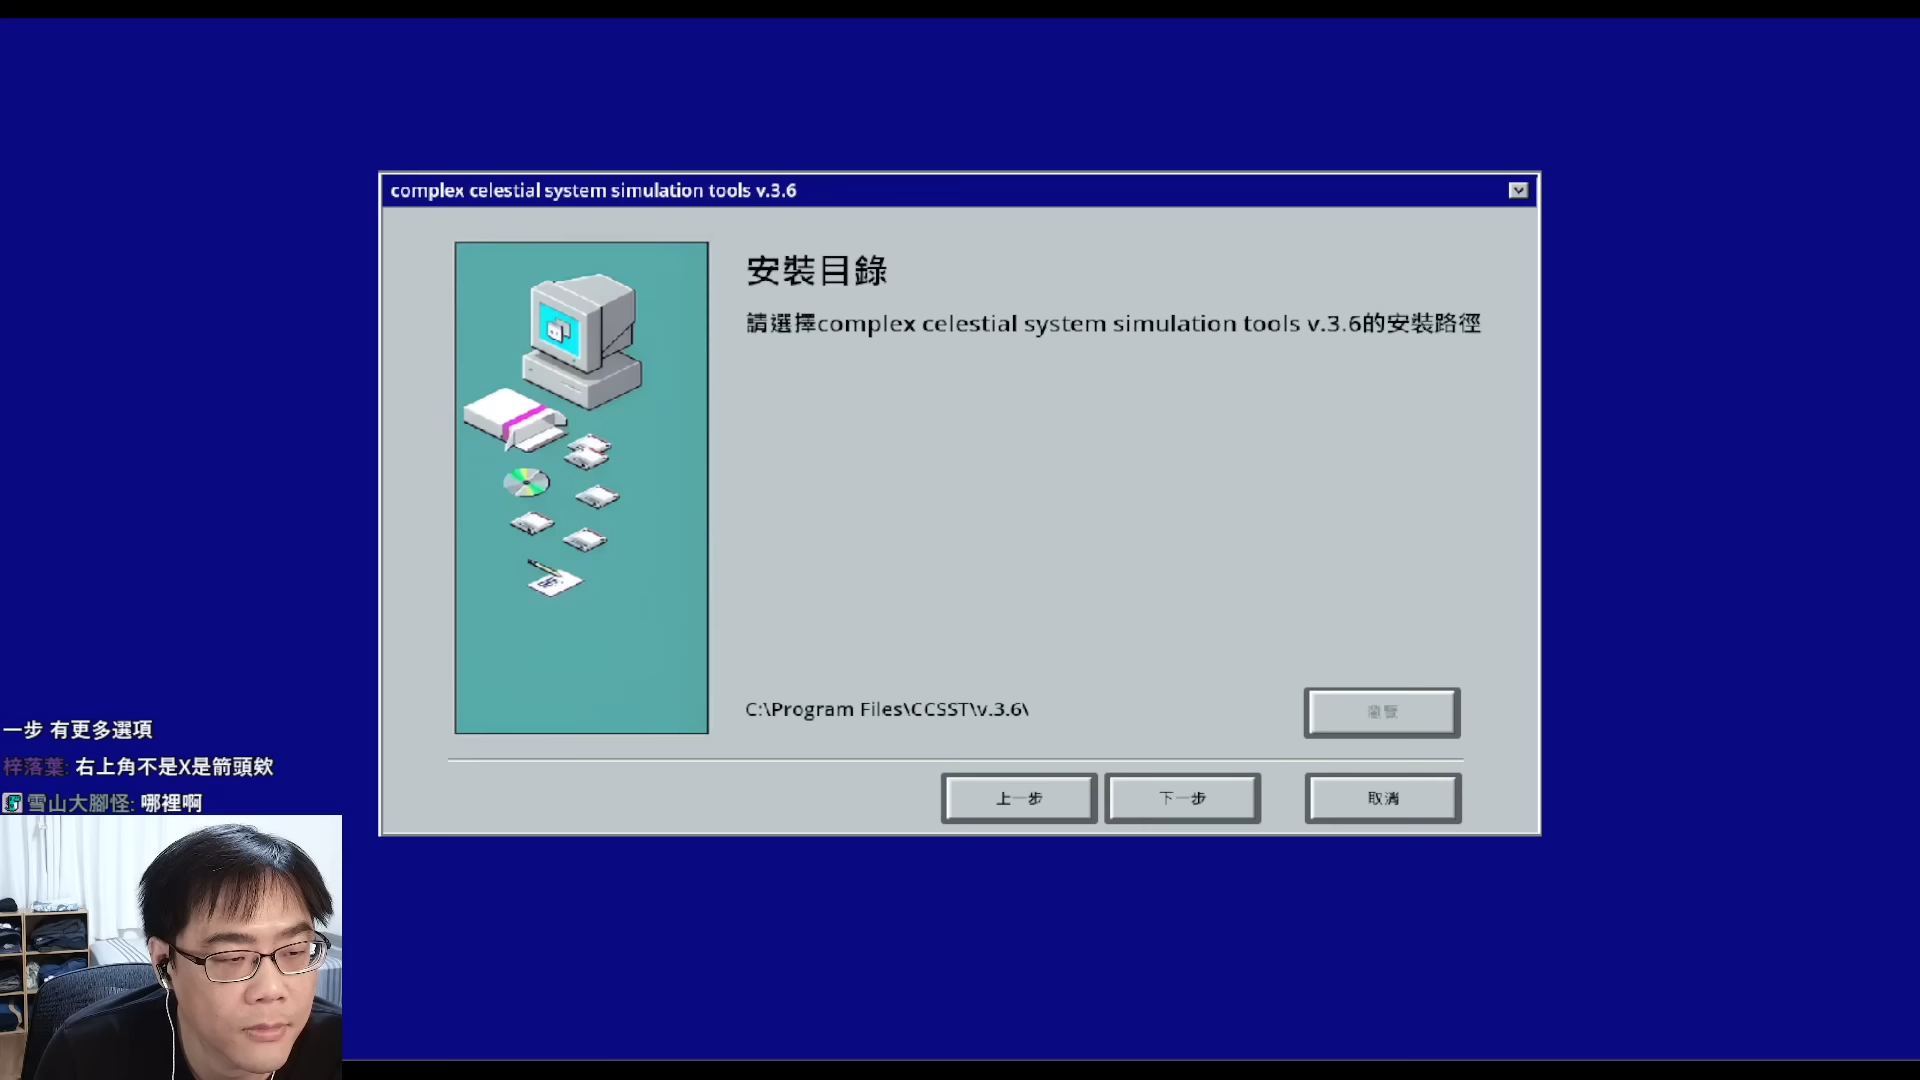 complex celestial system simulation tools v.3.6
安裝目錄
請選擇complex celestial system simulation tools v.3.6的安裝路徑
C:\Program Files\CCSST\v.3.6\
瀏覽
上一步
下一步
取消
一步 有更多選項
梓落葉: 右上角不是X是箭頭欸
雪山大腳怪: 哪裡啊